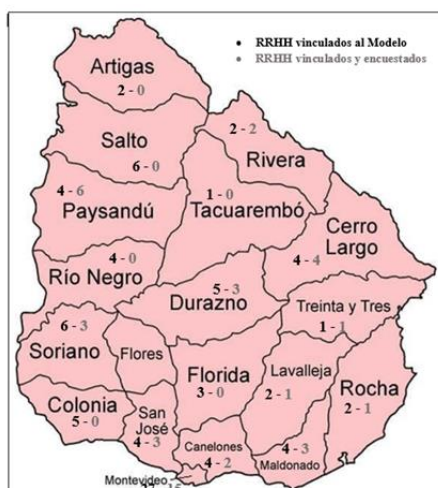 • RRHH vinculados al Modelo
• RRHH vinculados y encuestados
Artigas
2 - 0
Salto
6 - 0
2 - 2
Rivera
4 - 6
Paysandú
1 - 0
Tacuarembó
Cerro
Largo
4 - 4
4 - 0
Río Negro
5 - 3
Durazno
Treinta y Tres
1 - 1
6 - 3
Soriano
Flores
Florida
3 - 0
Lavalleja
2 - 1
Rocha
2 - 1
Colonia
5 - 0
San
José
4 - 3
Canelones
4 - 2
4 - 3
Maldonado
Montevideo